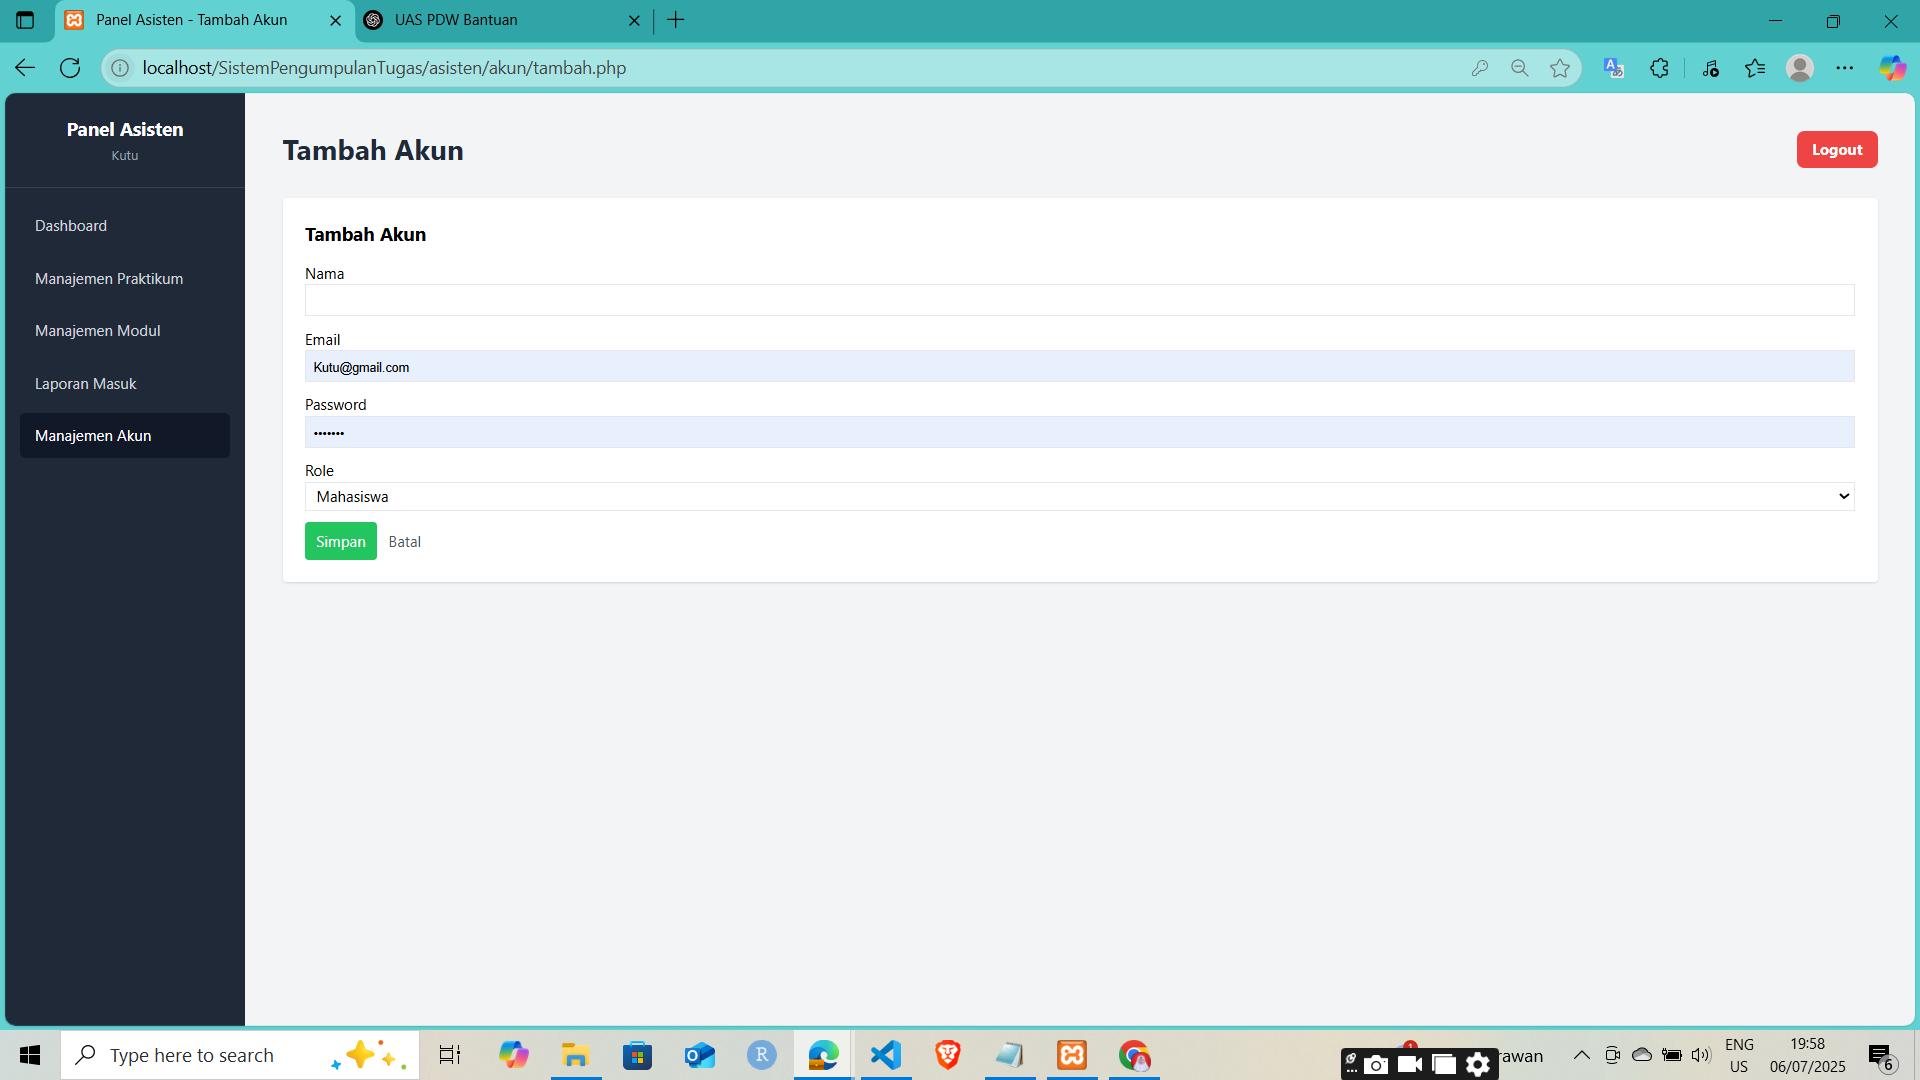 Panel Asisten - Tambah Akun
UAS PDW Bantuan
localhost/SistemPengumpulanTugas/asisten/akun/tambah.php
Panel Asisten
Kutu
Dashboard
Manajemen Praktikum
Manajemen Modul
Laporan Masuk
Manajemen Akun
Tambah Akun
Logout
Tambah Akun
Nama
Email
Kutu@gmail.com
Password
•••••••
Role
Mahasiswa
Simpan Batal
Type here to search
rawan
ENG
US
19:58
06/07/2025
6